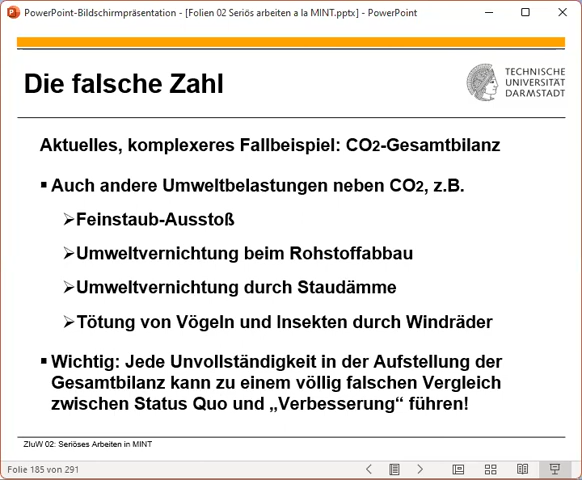 PowerPoint-Bildschirmpräsentation - [Folien 02 Seriös arbeiten a la MINT.pptx] - PowerPoint
Die falsche Zahl
TECHNISCHE
UNIVERSITÄT
DARMSTADT
Aktuelles, komplexeres Fallbeispiel: CO2-Gesamtbilanz
▪ Auch andere Umweltbelastungen neben CO2, z.B.
➢Feinstaub-Ausstoß
➢Umweltvernichtung beim Rohstoffabbau
➢Umweltvernichtung durch Staudämme
➢Tötung von Vögeln und Insekten durch Windräder
▪ Wichtig: Jede Unvollständigkeit in der Aufstellung der
Gesamtbilanz kann zu einem völlig falschen Vergleich
zwischen Status Quo und „Verbesserung“ führen!
ZIuW 02: Seriöses Arbeiten in MINT
Folie 185 von 291